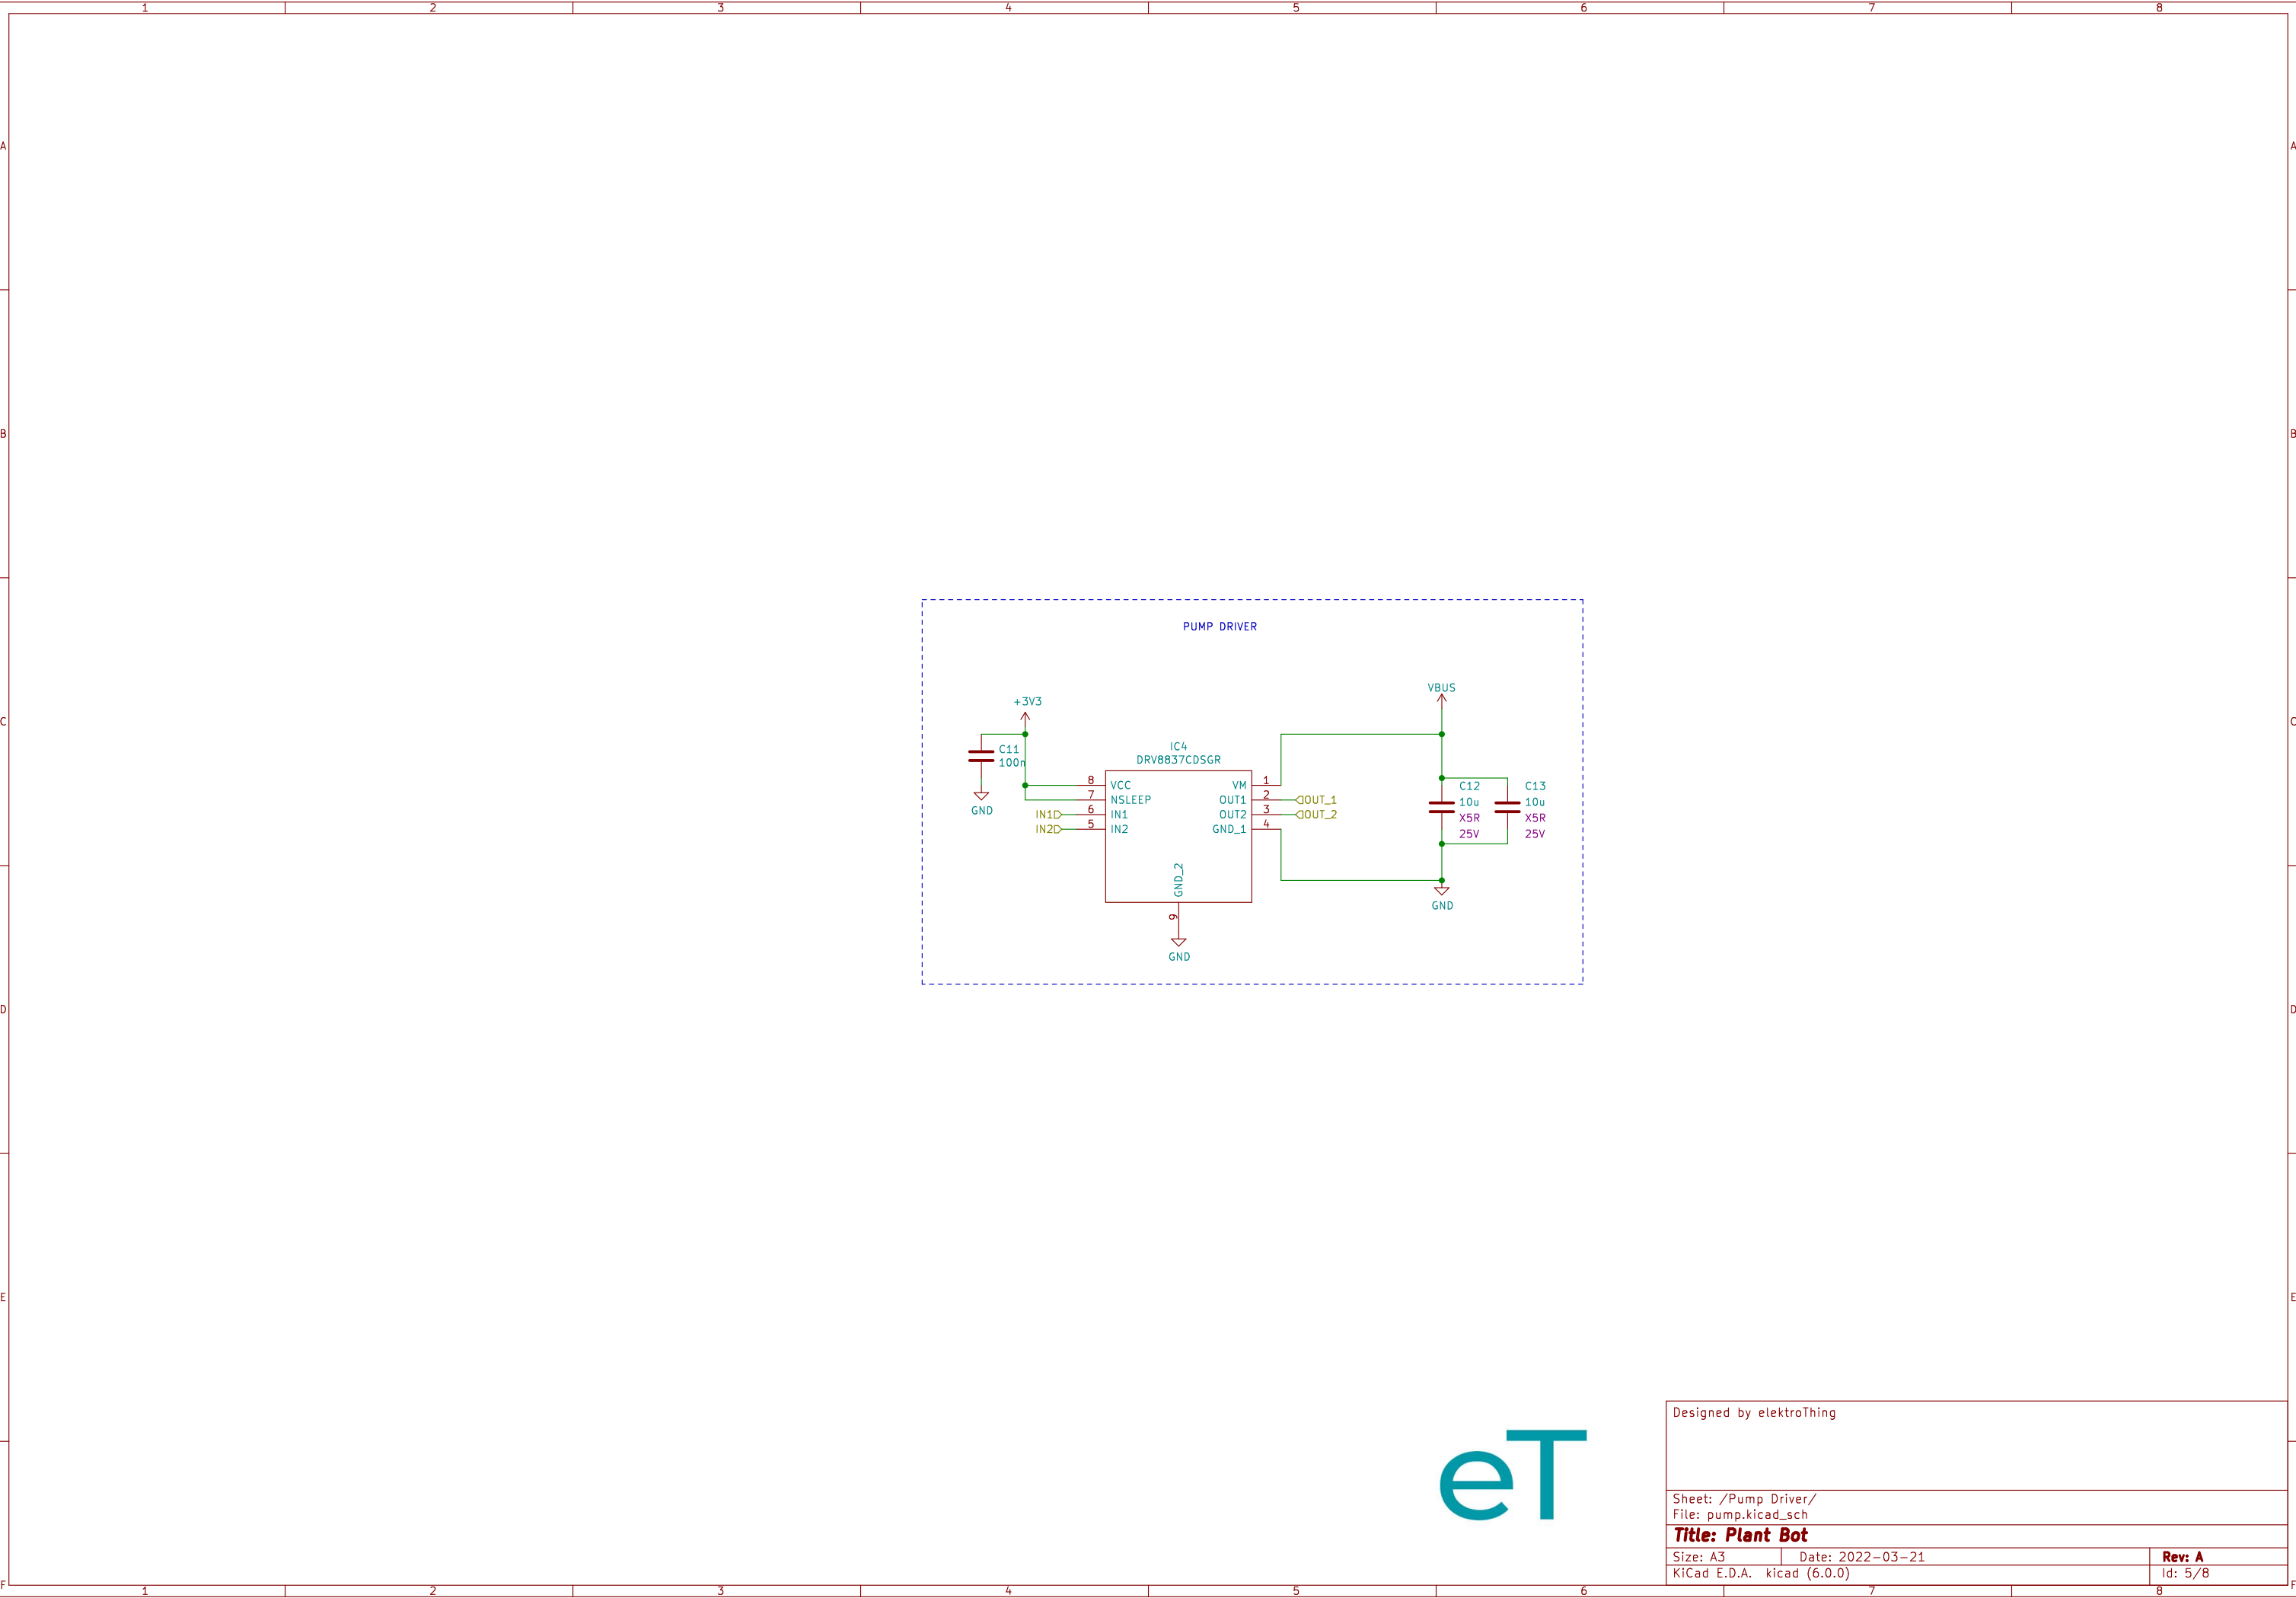 1 2 3 4 5 6 7 8
A A
B B
PUMP DRIVER
VBUS
+3V3
C C
IC4
DRV8837CDSGR
C11
100n
GND
8 VCC
7 NSLEEP
IN1 6 IN1
IN2 5 IN2
VM 1
OUT1 2 OUT_1
OUT2 3 OUT_2
GND_1 4
GND_2
9
GND
C12
10u
X5R
25V
C13
10u
X5R
25V
GND
D D
E E
eT
Designed by elektroThing
Sheet: /Pump Driver/
File: pump.kicad_sch
Title: Plant Bot
Size: A3 Date: 2022-03-21 Rev: A
KiCad E.D.A. kicad (6.0.0) Id: 5/8
F F
1 2 3 4 5 6 7 8